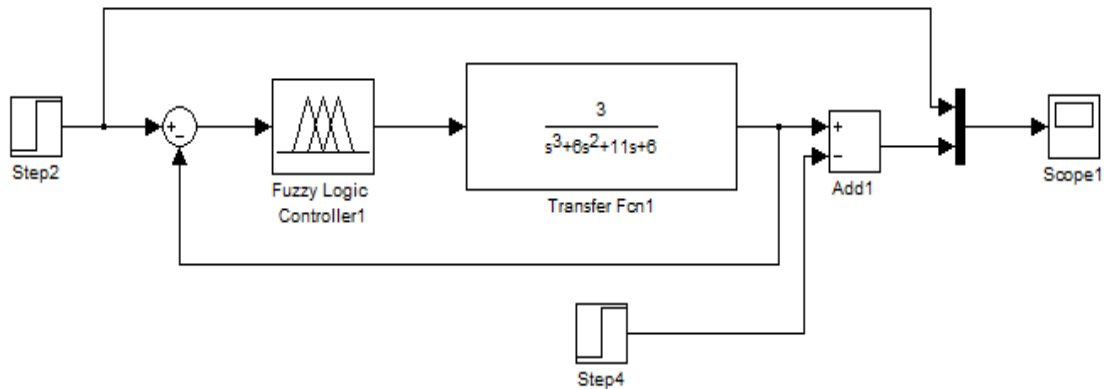 Step2
+
−
Fuzzy Logic
Controller1
3
s³+6s²+11s+6
Transfer Fcn1
+
−
Add1
Scope1
Step4